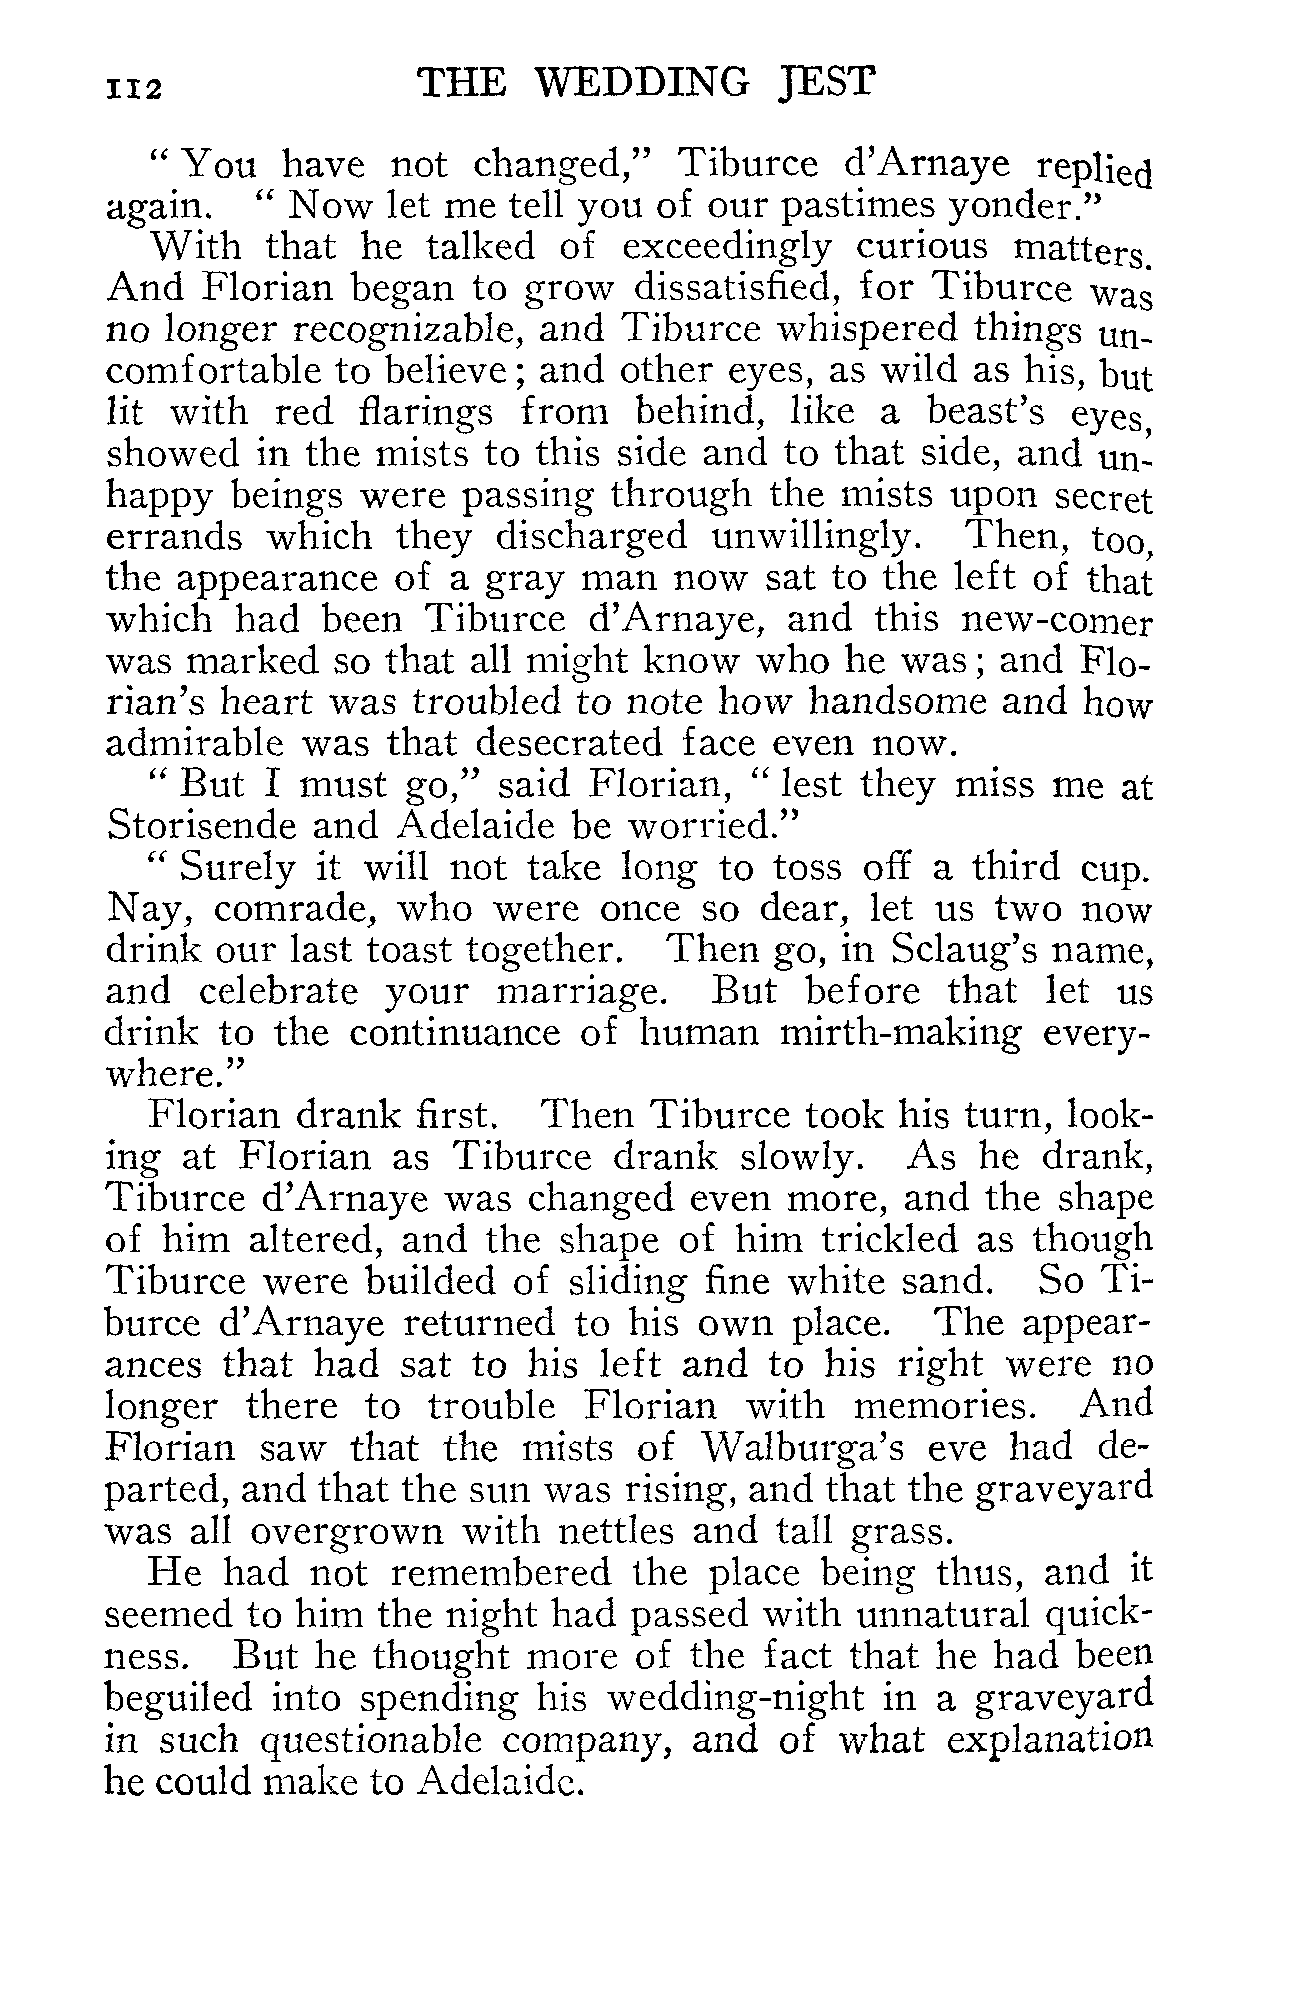 112 THE WEDDING JEST
“ You have not changed,” Tiburce d’Arnaye replied
again. “ Now let me tell you of our pastimes yonder.”
With that he talked of exceedingly curious matters.
And Florian began to grow dissatisfied, for Tiburce was
no longer recognizable, and Tiburce whispered things un-
comfortable to believe ; and other eyes, as wild as his, but
lit with red flarings from behind, like a beast’s eyes,
showed in the mists to this side and to that side, and un-
happy beings were passing through the mists upon secret
errands which they discharged unwillingly. Then, too,
the appearance of a gray man now sat to the left of that
which had been Tiburce d’Arnaye, and this new-comer
was marked so that all might know who he was ; and Flo-
rian’s heart was troubled to note how handsome and how
admirable was that desecrated face even now.
“ But I must go,” said Florian, “ lest they miss me at
Storisende and Adelaide be worried.”
“ Surely it will not take long to toss off a third cup.
Nay, comrade, who were once so dear, let us two now
drink our last toast together. Then go, in Sclaug’s name,
and celebrate your marriage. But before that let us
drink to the continuance of human mirth-making every-
where.”
Florian drank first. Then Tiburce took his turn, look-
ing at Florian as Tiburce drank slowly. As he drank,
Tiburce d’Arnaye was changed even more, and the shape
of him altered, and the shape of him trickled as though
Tiburce were builded of sliding fine white sand. So Ti-
burce d’Arnaye returned to his own place. The appear-
ances that had sat to his left and to his right were no
longer there to trouble Florian with memories. And
Florian saw that the mists of Walburga’s eve had de-
parted, and that the sun was rising, and that the graveyard
was all overgrown with nettles and tall grass.
He had not remembered the place being thus, and it
seemed to him the night had passed with unnatural quick-
ness. But he thought more of the fact that he had been
beguiled into spending his wedding-night in a graveyard
in such questionable company, and of what explanation
he could make to Adelaide.